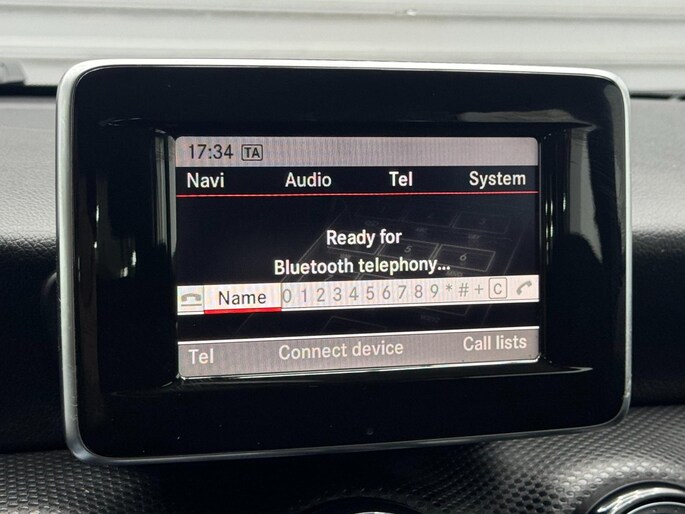 17:34 TA
Navi Audio Tel System
Ready for
Bluetooth telephony...
Name 0 1 2 3 4 5 6 7 8 9 * # + C
Tel Connect device Call lists